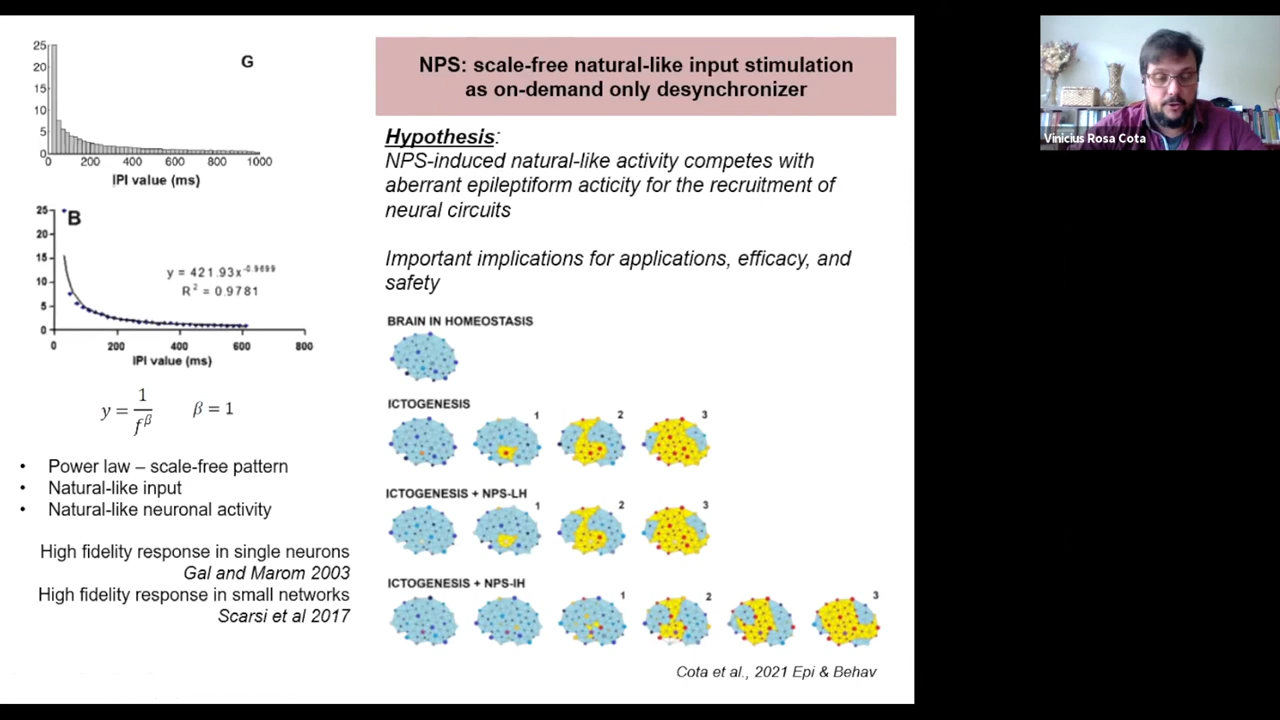 25
20
15
10
5
0
G
0 200 400 600 800 1000
IPI value (ms)
25
20
15
10
5
0
B
y = 421.93x^-0.9699
R² = 0.9781
0 200 400 600 800
IPI value (ms)
y = 1/f^β β = 1
• Power law – scale-free pattern
• Natural-like input
• Natural-like neuronal activity
High fidelity response in single neurons
Gal and Marom 2003
High fidelity response in small networks
Scarsi et al 2017
NPS: scale-free natural-like input stimulation
as on-demand only desynchronizer
Hypothesis:
NPS-induced natural-like activity competes with
aberrant epileptiform acticity for the recruitment of
neural circuits
Important implications for applications, efficacy, and
safety
BRAIN IN HOMEOSTASIS
ICTOGENESIS
1 2 3
ICTOGENESIS + NPS-LH
1 2 3
ICTOGENESIS + NPS-IH
1 2 3
Cota et al., 2021 Epi & Behav
Vinicius Rosa Cota